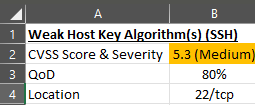 A B
1 Weak Host Key Algorithm(s) (SSH)
2 CVSS Score & Severity 5.3 (Medium)
3 QoD 80%
4 Location 22/tcp